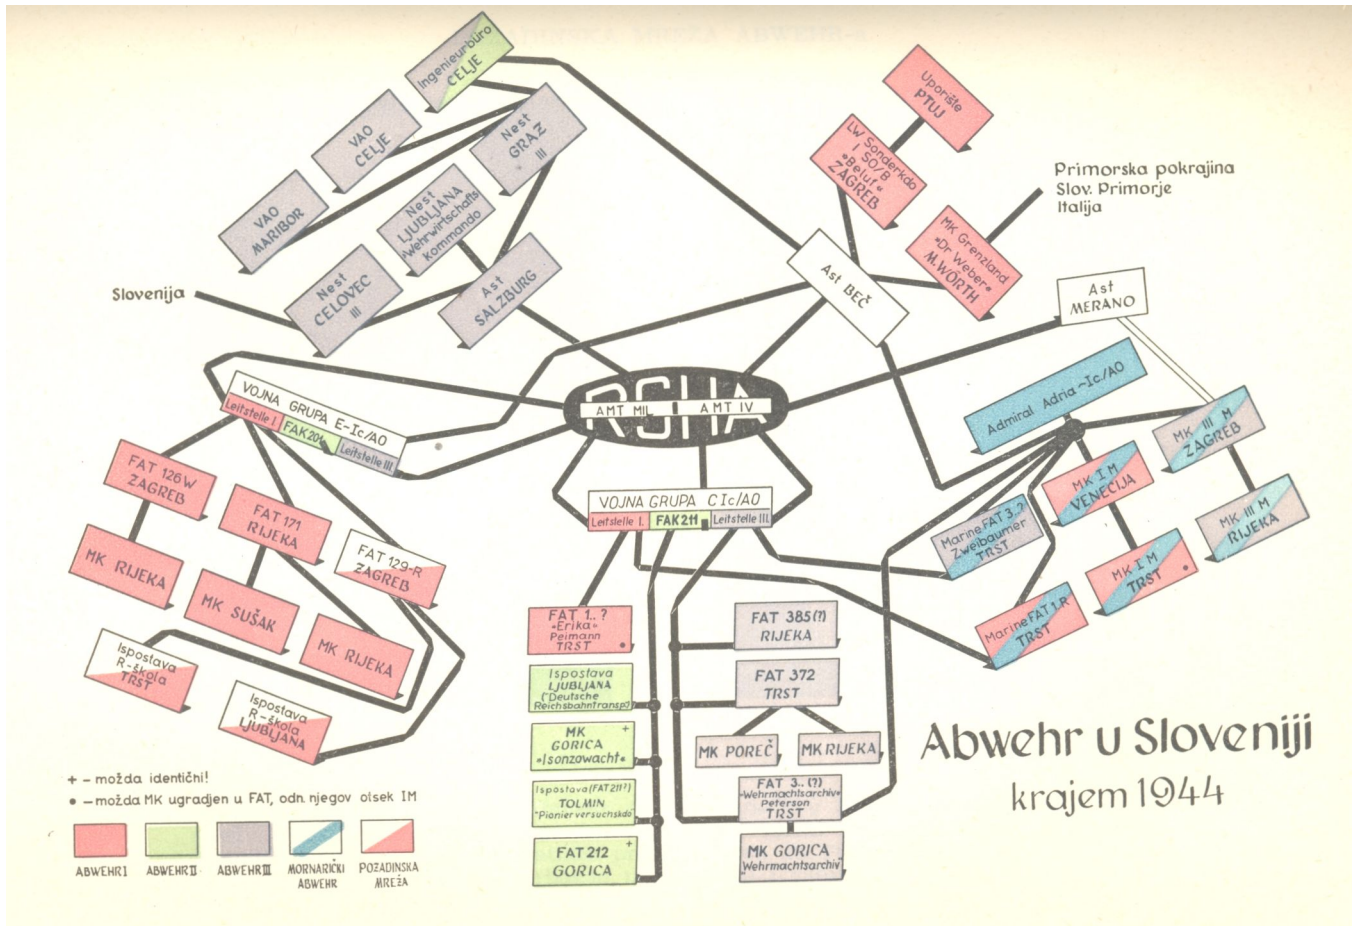 Ingenieurbüro
CELJE
VAO
CELJE
VAO
MARIBOR
Nest
GRAZ
III
Nest
LJUBLJANA
Wehrwirtschafts
kommando
Nest
CELOVEC
III
Ast
SALZBURG
Slovenija
Uporište
PTUJ
LW Sonderkdo
I SO/B
»Beluf«
ZAGREB
MK Grenzland
»Dr Weber«
M. WÖRTH
Primorska pokrajina
Slov. Primorje
Italija
Ast BEČ
Ast
MERANO
RSHA
AMT MIL AMT IV
VOJNA GRUPA E-Ic/AO
Leitstelle I. FAK 201 Leitstelle III.
FAT 126W
ZAGREB
MK RIJEKA
FAT 171
RIJEKA
MK SUŠAK
FAT 129-R
ZAGREB
MK RIJEKA
Ispostava
R-škola
TRST
Ispostava
R-škola
LJUBLJANA
VOJNA GRUPA C Ic/AO
Leitstelle I. FAK 211 Leitstelle III.
Admiral Adria ~Ic/AO
MK III M
ZAGREB
MK I M
VENECIJA
MK III M
RIJEKA
Marine FAT 3..?
Zweibaumer
TRST
MK I M
TRST •
Marine FAT 1.R
TRST
FAT 1.. ?
»Erika«
Peimann
TRST •
Ispostava
LJUBLJANA
("Deutsche
Reichsbahntransp.")
MK +
GORICA
»Isonzowacht«
Ispostava (FAT 211?)
TOLMIN
"Pionierversuchskdo"
FAT 212 +
GORICA
FAT 385(?)
RIJEKA
FAT 372
TRST
MK POREČ
MK RIJEKA
FAT 3.. (?)
"Wehrmachtsarchiv"
Peterson
TRST
MK GORICA
"Wehrmachtsarchiv"
Abwehr u Sloveniji
krajem 1944
+ – možda identični!
• – možda MK ugradjen u FAT, odn. njegov otsek IM
ABWEHR I
ABWEHR II
ABWEHR III
MORNARIČKI
ABWEHR
POZADINSKA
MREŽA